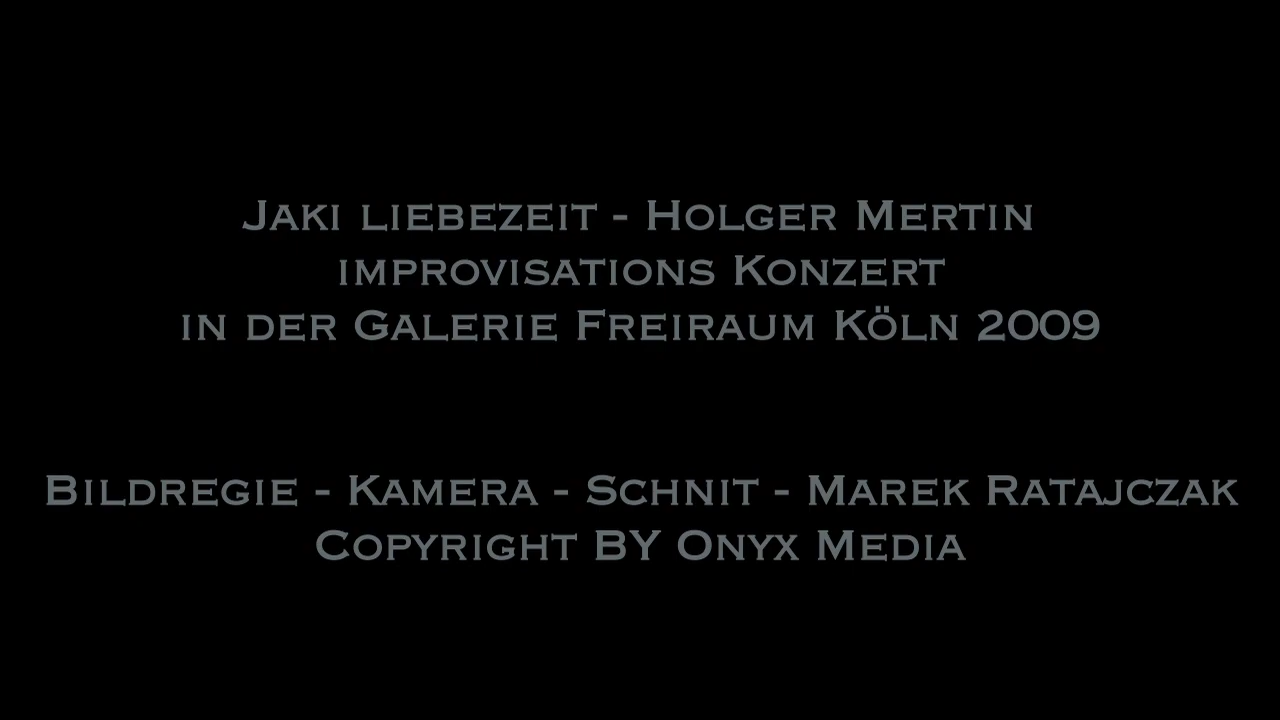 Jaki liebezeit - Holger Mertin
improvisations Konzert
in der Galerie Freiraum Köln 2009
Bildregie - Kamera - Schnit - Marek Ratajczak
Copyright BY Onyx Media